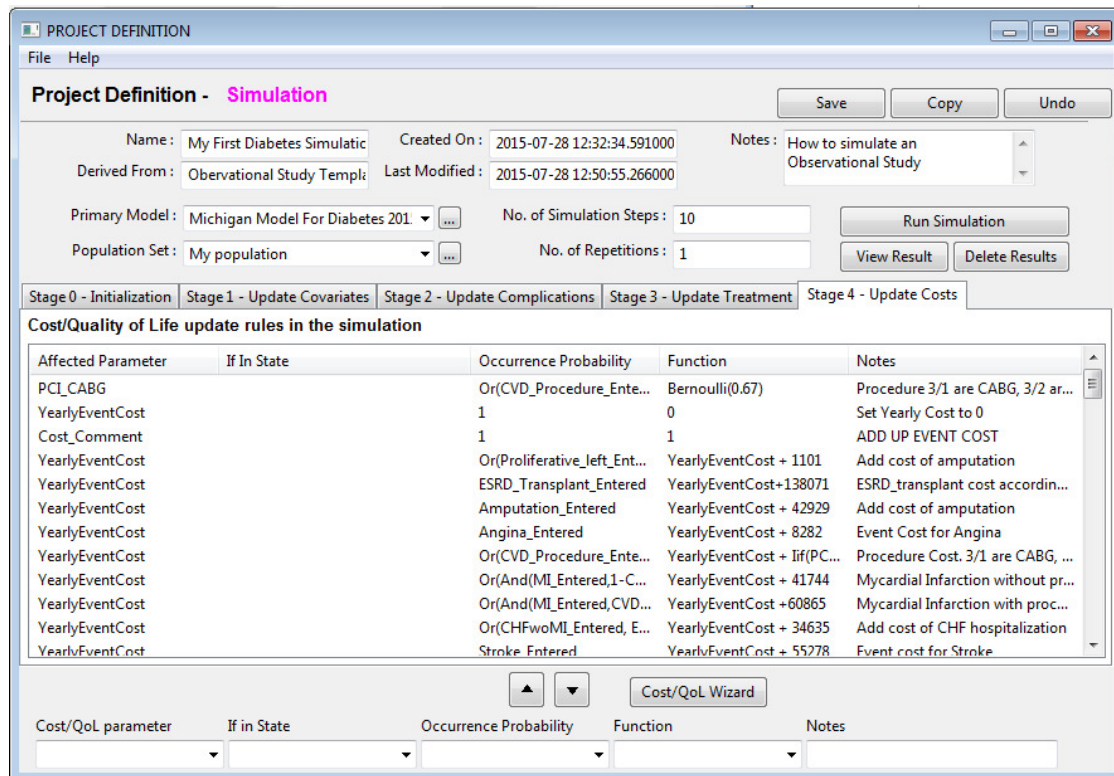 PROJECT DEFINITION
File Help
Project Definition - Simulation
Save Copy Undo
Name : My First Diabetes Simulatic Created On : 2015-07-28 12:32:34.591000 Notes : How to simulate an
Observational Study
Derived From : Obervational Study Templa Last Modified : 2015-07-28 12:50:55.266000
Primary Model : Michigan Model For Diabetes 201 ... No. of Simulation Steps : 10 Run Simulation
Population Set : My population ... No. of Repetitions : 1 View Result Delete Results
Stage 0 - Initialization Stage 1 - Update Covariates Stage 2 - Update Complications Stage 3 - Update Treatment Stage 4 - Update Costs
Cost/Quality of Life update rules in the simulation
Affected Parameter If In State Occurrence Probability Function Notes
PCI_CABG Or(CVD_Procedure_Ente... Bernoulli(0.67) Procedure 3/1 are CABG, 3/2 ar...
YearlyEventCost 1 0 Set Yearly Cost to 0
Cost_Comment 1 1 ADD UP EVENT COST
YearlyEventCost Or(Proliferative_left_Ent... YearlyEventCost + 1101 Add cost of amputation
YearlyEventCost ESRD_Transplant_Entered YearlyEventCost+138071 ESRD_transplant cost accordin...
YearlyEventCost Amputation_Entered YearlyEventCost + 42929 Add cost of amputation
YearlyEventCost Angina_Entered YearlyEventCost + 8282 Event Cost for Angina
YearlyEventCost Or(CVD_Procedure_Ente... YearlyEventCost + Iif(PC... Procedure Cost. 3/1 are CABG, ...
YearlyEventCost Or(And(MI_Entered,1-C... YearlyEventCost + 41744 Mycardial Infarction without pr...
YearlyEventCost Or(And(MI_Entered,CVD... YearlyEventCost +60865 Mycardial Infarction with proc...
YearlyEventCost Or(CHFwoMI_Entered, E... YearlyEventCost + 34635 Add cost of CHF hospitalization
YearlyEventCost Stroke_Entered YearlyEventCost + 55278 Event cost for Stroke
Cost/QoL Wizard
Cost/QoL parameter If in State Occurrence Probability Function Notes